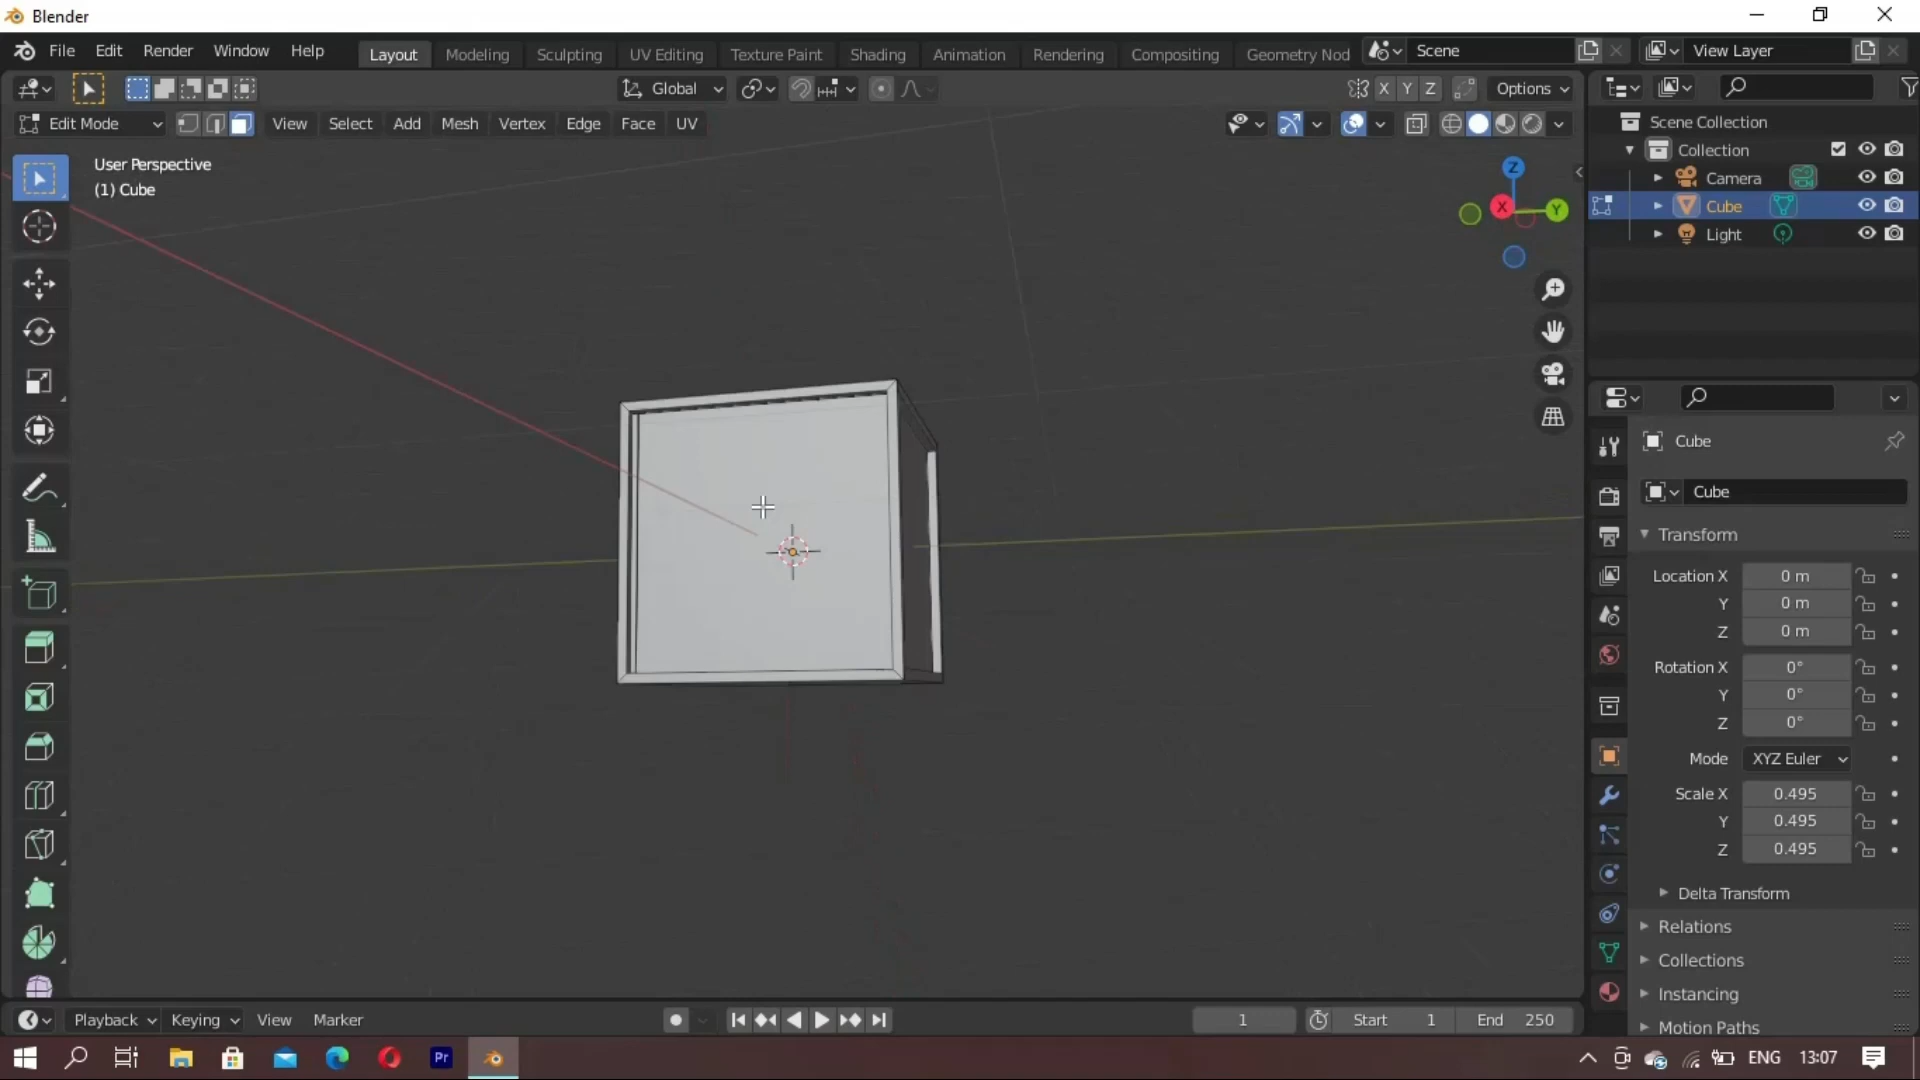 Blender
File Edit Render Window Help Layout Modeling Sculpting UV Editing Texture Paint Shading Animation Rendering Compositing Geometry Nod Scene View Layer
Global X Y Z Options
Edit Mode View Select Add Mesh Vertex Edge Face UV
User Perspective
(1) Cube
Z
X
Y
Scene Collection
Collection
Camera
Cube
Light
Cube
Cube
Transform
Location X 0 m
Y 0 m
Z 0 m
Rotation X 0°
Y 0°
Z 0°
Mode XYZ Euler
Scale X 0.495
Y 0.495
Z 0.495
Delta Transform
Relations
Collections
Instancing
Motion Paths
Playback Keying View Marker 1 Start 1 End 250
Pr ENG 13:07